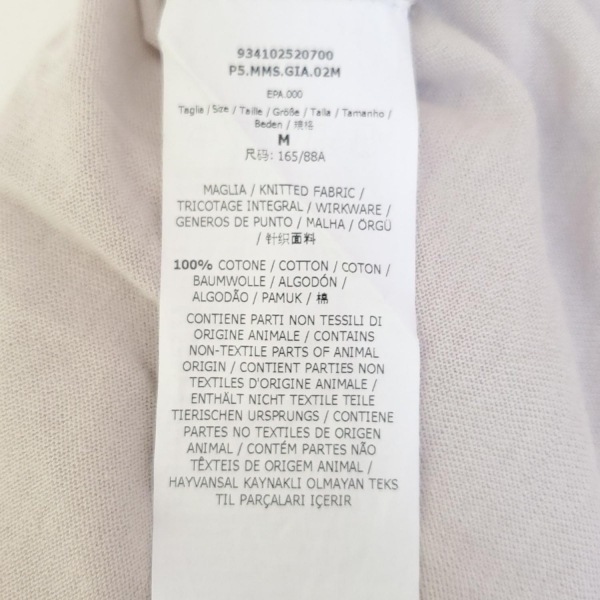 934102520700
P5.MMS.GIA.02M
EPA.000
Taglia / Size / Taille / Größe / Talla / Tamanho /
Beden / 规格
M
尺码: 165/88A
MAGLIA / KNITTED FABRIC /
TRICOTAGE INTEGRAL / WIRKWARE /
GENEROS DE PUNTO / MALHA / ÖRGÜ
/ 针织面料
100% COTONE / COTTON / COTON /
BAUMWOLLE / ALGODÓN /
ALGODÃO / PAMUK / 棉
CONTIENE PARTI NON TESSILI DI
ORIGINE ANIMALE / CONTAINS
NON-TEXTILE PARTS OF ANIMAL
ORIGIN / CONTIENT PARTIES NON
TEXTILES D'ORIGINE ANIMALE /
ENTHÄLT NICHT TEXTILE TEILE
TIERISCHEN URSPRUNGS / CONTIENE
PARTES NO TEXTILES DE ORIGEN
ANIMAL / CONTÉM PARTES NÃO
TÊXTEIS DE ORIGEM ANIMAL /
HAYVANSAL KAYNAKLI OLMAYAN TEKS
TIL PARÇALARI İÇERIR